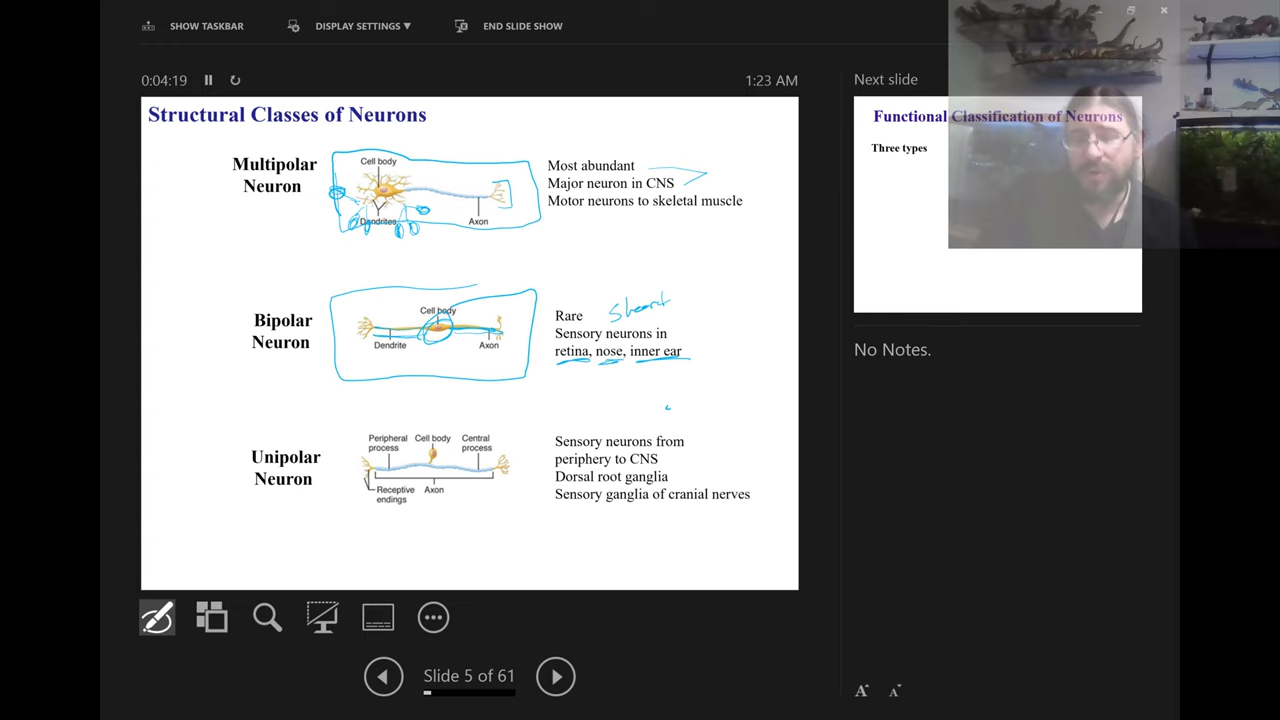 SHOW TASKBAR
DISPLAY SETTINGS ▼
END SLIDE SHOW
0:04:19
1:23 AM
Structural Classes of Neurons
Multipolar
Neuron
Cell body
Dendrites
Axon
Most abundant
Major neuron in CNS
Motor neurons to skeletal muscle
Bipolar
Neuron
Cell body
Dendrite
Axon
Rare
Sensory neurons in
retina, nose, inner ear
Unipolar
Neuron
Peripheral
process
Cell body
Central
process
Receptive
endings
Axon
Sensory neurons from
periphery to CNS
Dorsal root ganglia
Sensory ganglia of cranial nerves
Slide 5 of 61
Next slide
Functional Classification of Neurons
Three types
No Notes.
A
A